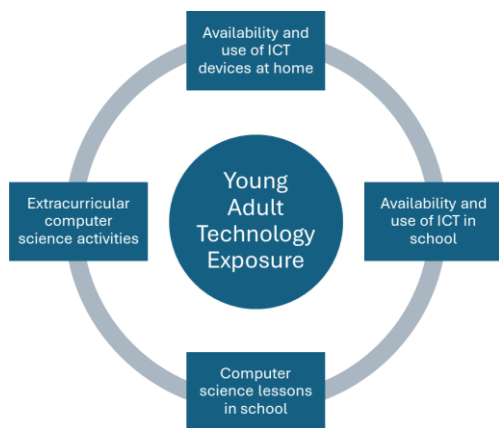 Availability and
use of ICT
devices at home
Young
Adult
Technology
Exposure
Extracurricular
computer
science activities
Availability and
use of ICT in
school
Computer
science lessons
in school